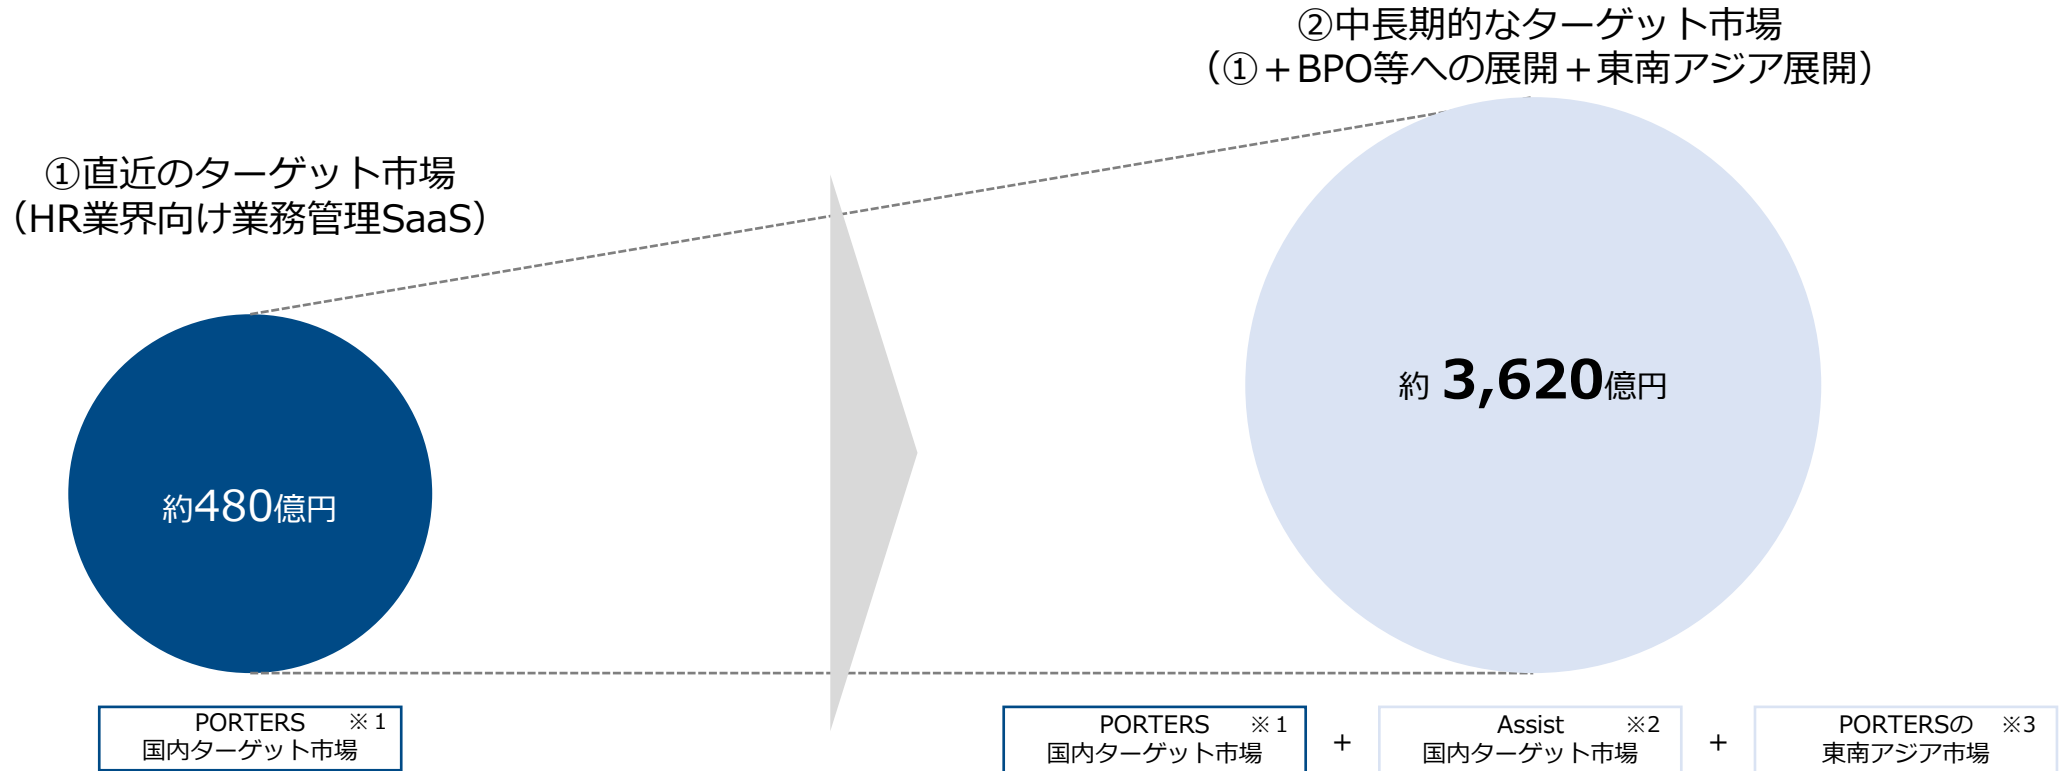 ①直近のターゲット市場
（HR業界向け業務管理SaaS）
約480億円
PORTERS ※１
国内ターゲット市場
②中長期的なターゲット市場
（①＋BPO等への展開＋東南アジア展開）
約 3,620億円
PORTERS ※１
国内ターゲット市場
+
Assist ※2
国内ターゲット市場
+
PORTERSの ※3
東南アジア市場